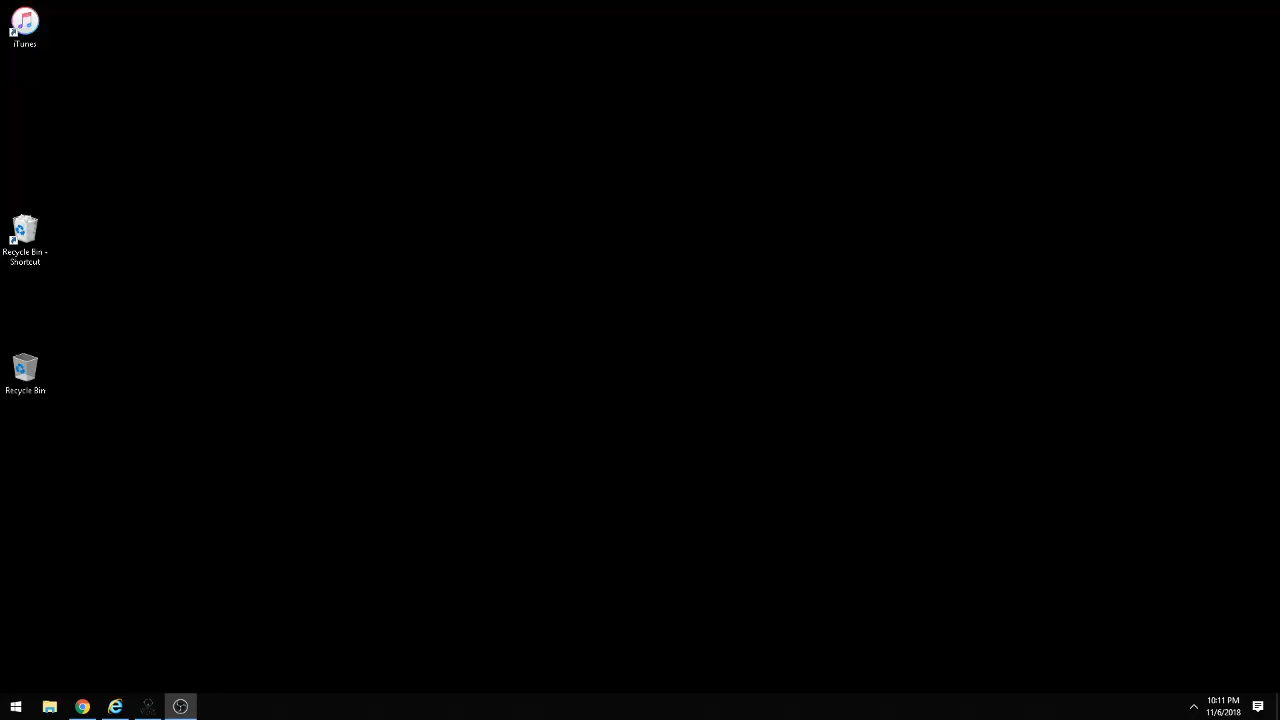 iTunes
Recycle Bin -
Shortcut
Recycle Bin
10:11 PM
11/6/2018